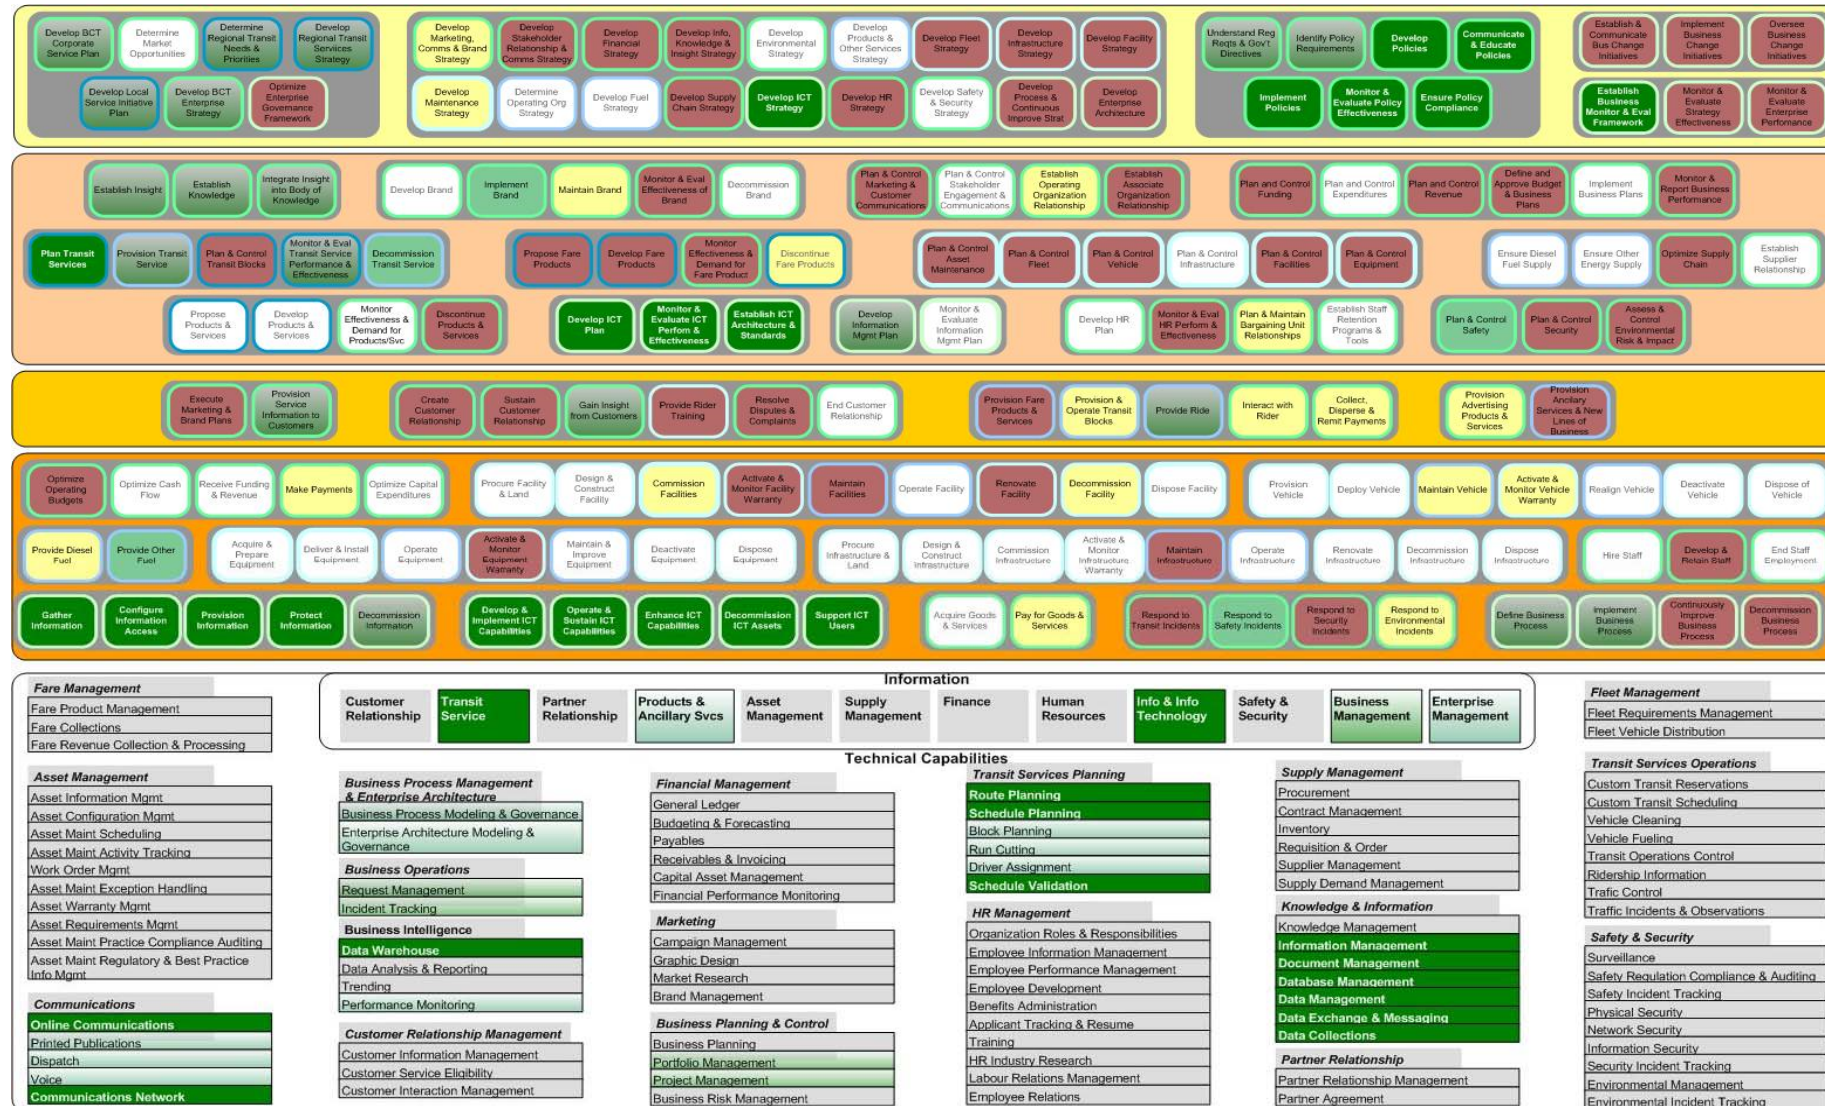 Develop BCT
Corporate
Service Plan
Determine
Market
Opportunities
Determine
Regional Transit
Needs &
Priorities
Develop
Regional Transit
Serviices
Strategy
Develop Local
Service Initiative
Plan
Develop BCT
Enterprise
Strategy
Optimize
Enterprise
Governance
Framework
Develop
Marketing,
Comms & Brand
Strategy
Develop
Stakeholder
Relationship &
Comms Strategy
Develop
Financial
Strategy
Develop Info,
Knowledge &
Insight Strategy
Develop
Environmental
Strategy
Develop
Products &
Other Services
Strategy
Develop Fleet
Strategy
Develop
Infrastructure
Strategy
Develop Facility
Strategy
Develop
Maintenance
Strategy
Determine
Operating Org
Strategy
Develop Fuel
Strategy
Develop Supply
Chain Strategy
Develop ICT
Strategy
Develop HR
Strategy
Develop Safety
& Security
Strategy
Develop
Process &
Continuous
Improve Strat
Develop
Enterprise
Architecture
Understand Reg
Reqts & Gov't
Directives
Identify Policy
Requirements
Develop
Policies
Communicate
& Educate
Policies
Implement
Policies
Monitor &
Evaluate Policy
Effectiveness
Ensure Policy
Compliance
Establish &
Communicate
Bus Change
Initiatives
Implement
Business
Change
Initiatives
Oversee
Business
Change
Initiatives
Establish
Business
Monitor & Eval
Framework
Monitor &
Evaluate
Strategy
Effectiveness
Monitor &
Evaluate
Enterprise
Perfomance
Establish Insight
Establish
Knowledge
Integrate Insight
into Body of
Knowledge
Develop Brand
Implement
Brand
Maintain Brand
Monitor & Eval
Effectiveness of
Brand
Decommission
Brand
Plan & Control
Marketing &
Customer
Communications
Plan & Control
Stakeholder
Engagement &
Communications
Establish
Operating
Organization
Relationship
Establish
Associate
Organization
Relationship
Plan and Control
Funding
Plan and Control
Expenditures
Plan and Control
Revenue
Define and
Approve Budget
& Business
Plans
Implement
Business Plans
Monitor &
Report Business
Performance
Plan Transit
Services
Provision Transit
Service
Plan & Control
Transit Blocks
Monitor & Eval
Transit Service
Performance &
Effectiveness
Decommission
Transit Service
Propose Fare
Products
Develop Fare
Products
Monitor
Effectiveness &
Demand for
Fare Product
Discontinue
Fare Products
Plan & Control
Asset
Maintenance
Plan & Control
Fleet
Plan & Control
Vehicle
Plan & Control
Infrastructure
Plan & Control
Facilities
Plan & Control
Equipment
Ensure Diesel
Fuel Supply
Ensure Other
Energy Supply
Optimize Supply
Chain
Establish
Supplier
Relationship
Propose
Products &
Services
Develop
Products &
Services
Monitor
Effectiveness &
Demand for
Products/Svc
Discontinue
Products &
Services
Develop ICT
Plan
Monitor &
Evaluate ICT
Perfom &
Effectiveness
Establish ICT
Architecture &
Standards
Develop
Information
Mgmt Plan
Monitor &
Evaluate
Information
Mgmt Plan
Develop HR
Plan
Monitor & Eval
HR Perform &
Effectiveness
Plan & Maintain
Bargaining Unit
Relationships
Establish Staff
Retention
Programs &
Tools
Plan & Control
Safety
Plan & Control
Security
Assess &
Control
Environmental
Risk & Impact
Execute
Marketing &
Brand Plans
Provision
Service
Information to
Customers
Create
Customer
Relationship
Sustain
Customer
Relationship
Gain Insight
from Customers
Provide Rider
Training
Resolve
Disputes &
Complaints
End Customer
Relationship
Provision Fare
Products &
Services
Provision &
Operate Transit
Blocks
Provide Ride
Interact with
Rider
Collect,
Disperse &
Remit Payments
Provision
Advertising
Products &
Services
Provision
Ancilary
Services & New
Lines of
Business
Optimize
Operating
Budgets
Optimize Cash
Flow
Receive Funding
& Revenue
Make Payments
Optimize Capital
Expenditures
Procure Facility
& Land
Design &
Construct
Facility
Commission
Facilities
Activate &
Monitor Facility
Warranty
Maintain
Facilities
Operate Facility
Renovate
Facility
Decommission
Facility
Dispose Facility
Provision
Vehicle
Deploy Vehicle
Maintain Vehicle
Activate &
Monitor Vehicle
Warranty
Realign Vehicle
Deactivate
Vehicle
Dispose of
Vehicle
Provide Diesel
Fuel
Provide Other
Fuel
Acquire &
Prepare
Equipment
Deliver & Install
Equipment
Operate
Equipment
Activate &
Monitor
Equipment
Warranty
Maintain &
Improve
Equipment
Deactivate
Equipment
Dispose
Equipment
Procure
Infrastructure &
Land
Design &
Construct
Infrastructure
Commission
Infrastructure
Activate &
Monitor
Infrastructure
Warranty
Maintain
Infrastructure
Operate
Infrastructure
Renovate
Infrastructure
Decommission
Infrastructure
Dispose
Infrastructure
Hire Staff
Develop &
Retain Staff
End Staff
Employment
Gather
Information
Configure
Information
Access
Provision
Information
Protect
Information
Decommission
Information
Develop &
Implement ICT
Capabilities
Operate &
Sustain ICT
Capabilities
Enhance ICT
Capabilities
Decommission
ICT Assets
Support ICT
Users
Acquire Goods
& Services
Pay for Goods &
Services
Respond to
Transit Incidents
Respond to
Safety Incidents
Respond to
Security
Incidents
Respond to
Environmental
Incidents
Define Business
Process
Implement
Business
Process
Continuously
Improve
Business
Process
Decommission
Business
Process
Information
Customer
Relationship
Transit
Service
Partner
Relationship
Products &
Ancillary Svcs
Asset
Management
Supply
Management
Finance
Human
Resources
Info & Info
Technology
Safety &
Security
Business
Management
Enterprise
Management
Technical Capabilities
Fare Management
Fare Product Management
Fare Collections
Fare Revenue Collection & Processing
Asset Management
Asset Information Mgmt
Asset Configuration Mgmt
Asset Maint Scheduling
Asset Maint Activity Tracking
Work Order Mgmt
Asset Maint Exception Handling
Asset Warranty Mgmt
Asset Requirements Mgmt
Asset Maint Practice Compliance Auditing
Asset Maint Regulatory & Best Practice
Info Mgmt
Communications
Online Communications
Printed Publications
Dispatch
Voice
Communications Network
Business Process Management
& Enterprise Architecture
Business Process Modeling & Governance
Enterprise Architecture Modeling &
Governance
Business Operations
Request Management
Incident Tracking
Business Intelligence
Data Warehouse
Data Analysis & Reporting
Trending
Performance Monitoring
Customer Relationship Management
Customer Information Management
Customer Service Eligibility
Customer Interaction Management
Financial Management
General Ledger
Budgeting & Forecasting
Payables
Receivables & Invoicing
Capital Asset Management
Financial Performance Monitoring
Marketing
Campaign Management
Graphic Design
Market Research
Brand Management
Business Planning & Control
Business Planning
Portfolio Management
Project Management
Business Risk Management
Transit Services Planning
Route Planning
Schedule Planning
Block Planning
Run Cutting
Driver Assignment
Schedule Validation
HR Management
Organization Roles & Responsibilities
Employee Information Management
Employee Performance Management
Employee Development
Benefits Administration
Applicant Tracking & Resume
Training
HR Industry Research
Labour Relations Management
Employee Relations
Supply Management
Procurement
Contract Management
Inventory
Requisition & Order
Supplier Management
Supply Demand Management
Knowledge & Information
Knowledge Management
Information Management
Document Management
Database Management
Data Management
Data Exchange & Messaging
Data Collections
Partner Relationship
Partner Relationship Management
Partner Agreement
Fleet Management
Fleet Requirements Management
Fleet Vehicle Distribution
Transit Services Operations
Custom Transit Reservations
Custom Transit Scheduling
Vehicle Cleaning
Vehicle Fueling
Transit Operations Control
Ridership Information
Trafic Control
Traffic Incidents & Observations
Safety & Security
Surveillance
Safety Regulation Compliance & Auditing
Safety Incident Tracking
Physical Security
Network Security
Information Security
Security Incident Tracking
Environmental Management
Environmental Incident Tracking